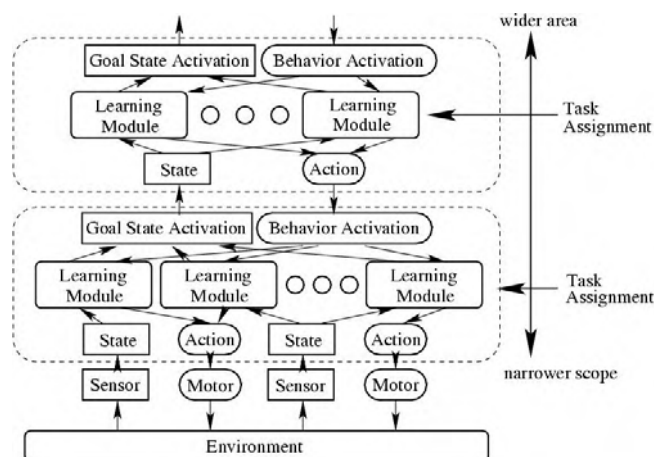 wider area
Goal State Activation
Behavior Activation
Learning
Module
Learning
Module
Task
Assignment
State
Action
Goal State Activation
Behavior Activation
Learning
Module
Learning
Module
Learning
Module
Task
Assignment
State
Action
State
Action
narrower scope
Sensor
Motor
Sensor
Motor
Environment